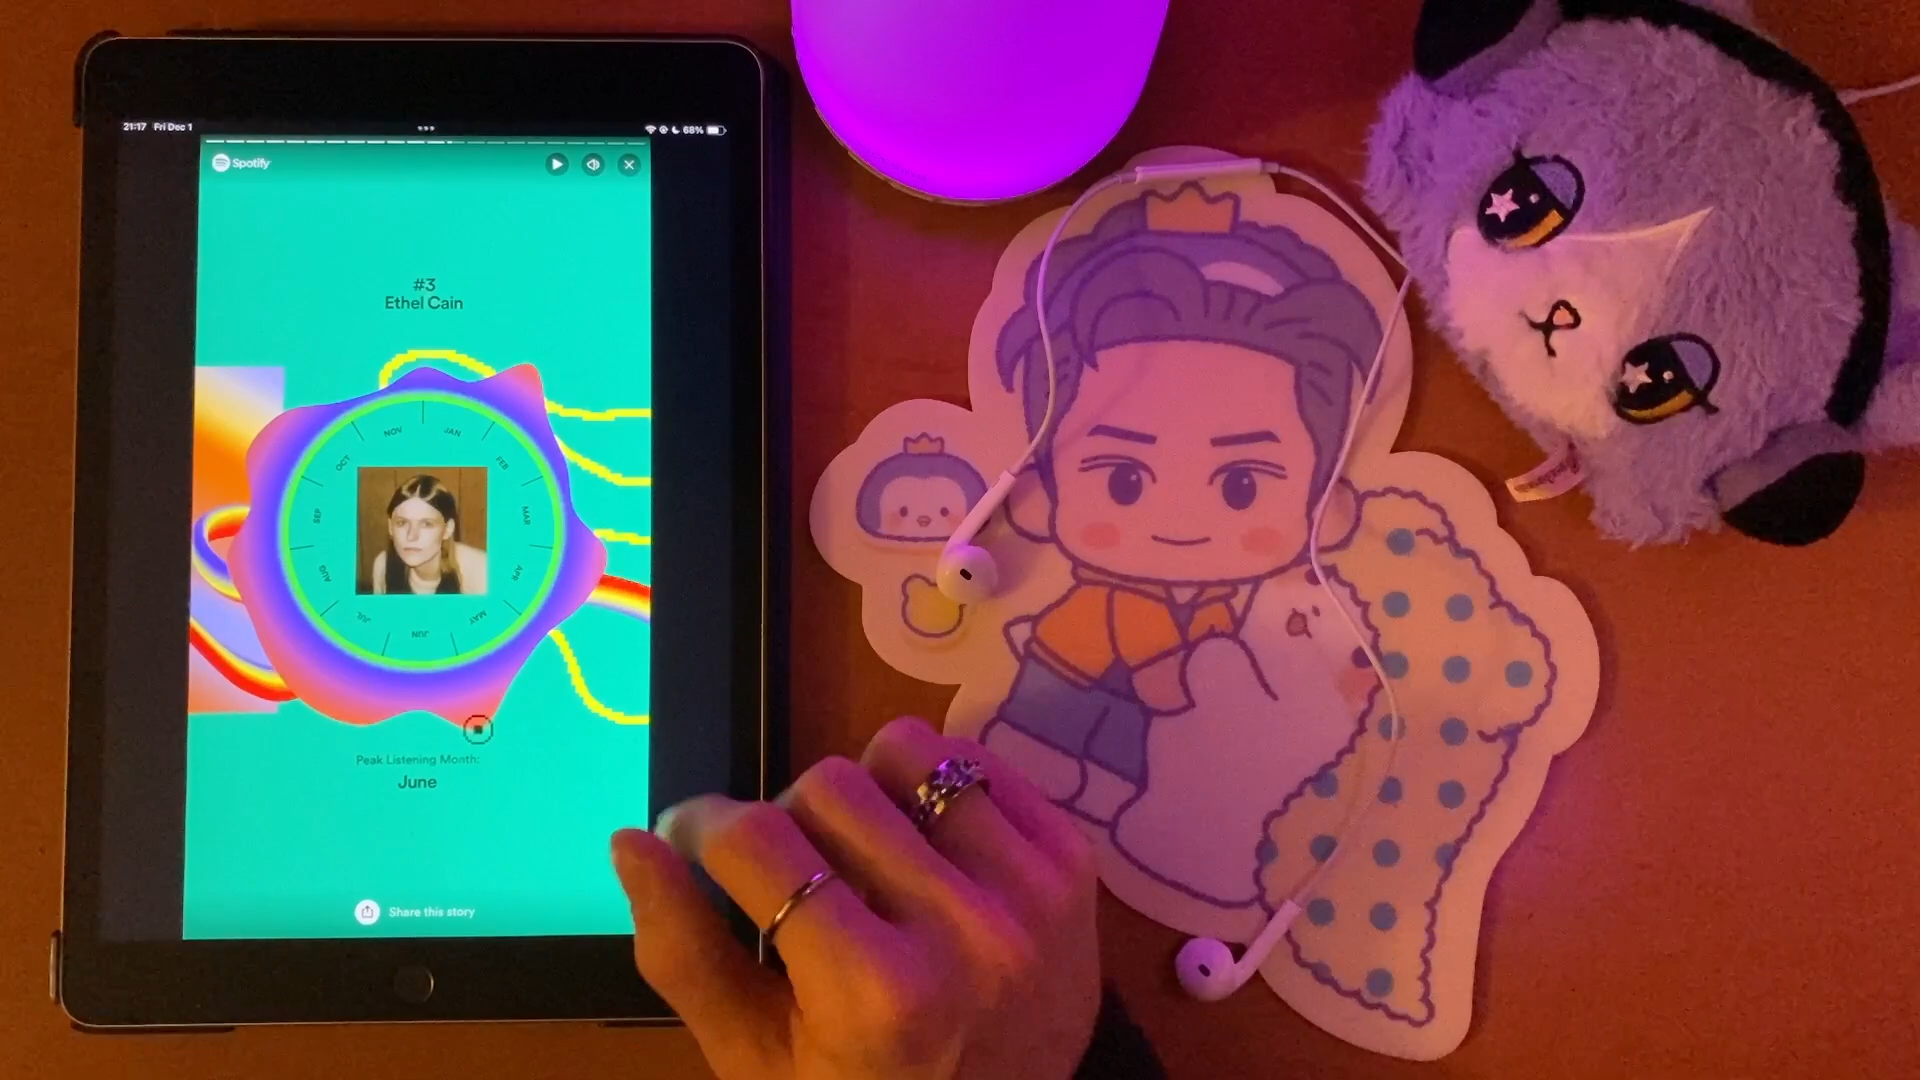 21:17 Fri Dec 1
68%
Spotify
#3
Ethel Cain
NOV
JAN
OCT
FEB
SEP
MAR
AUG
APR
JUL
JUN
MAY
Peak Listening Month:
June
Share this story